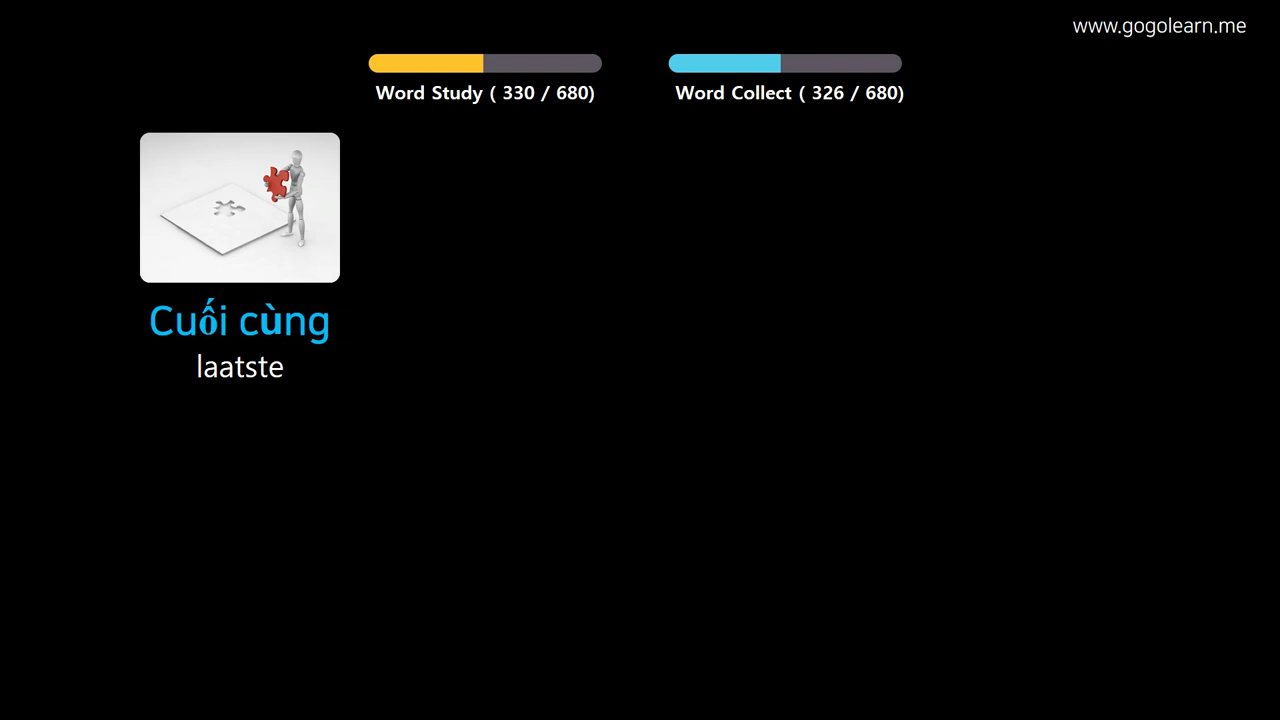 www.gogolearn.me
Word Study ( 330 / 680)
Word Collect ( 326 / 680)
Cuối cùng
laatste